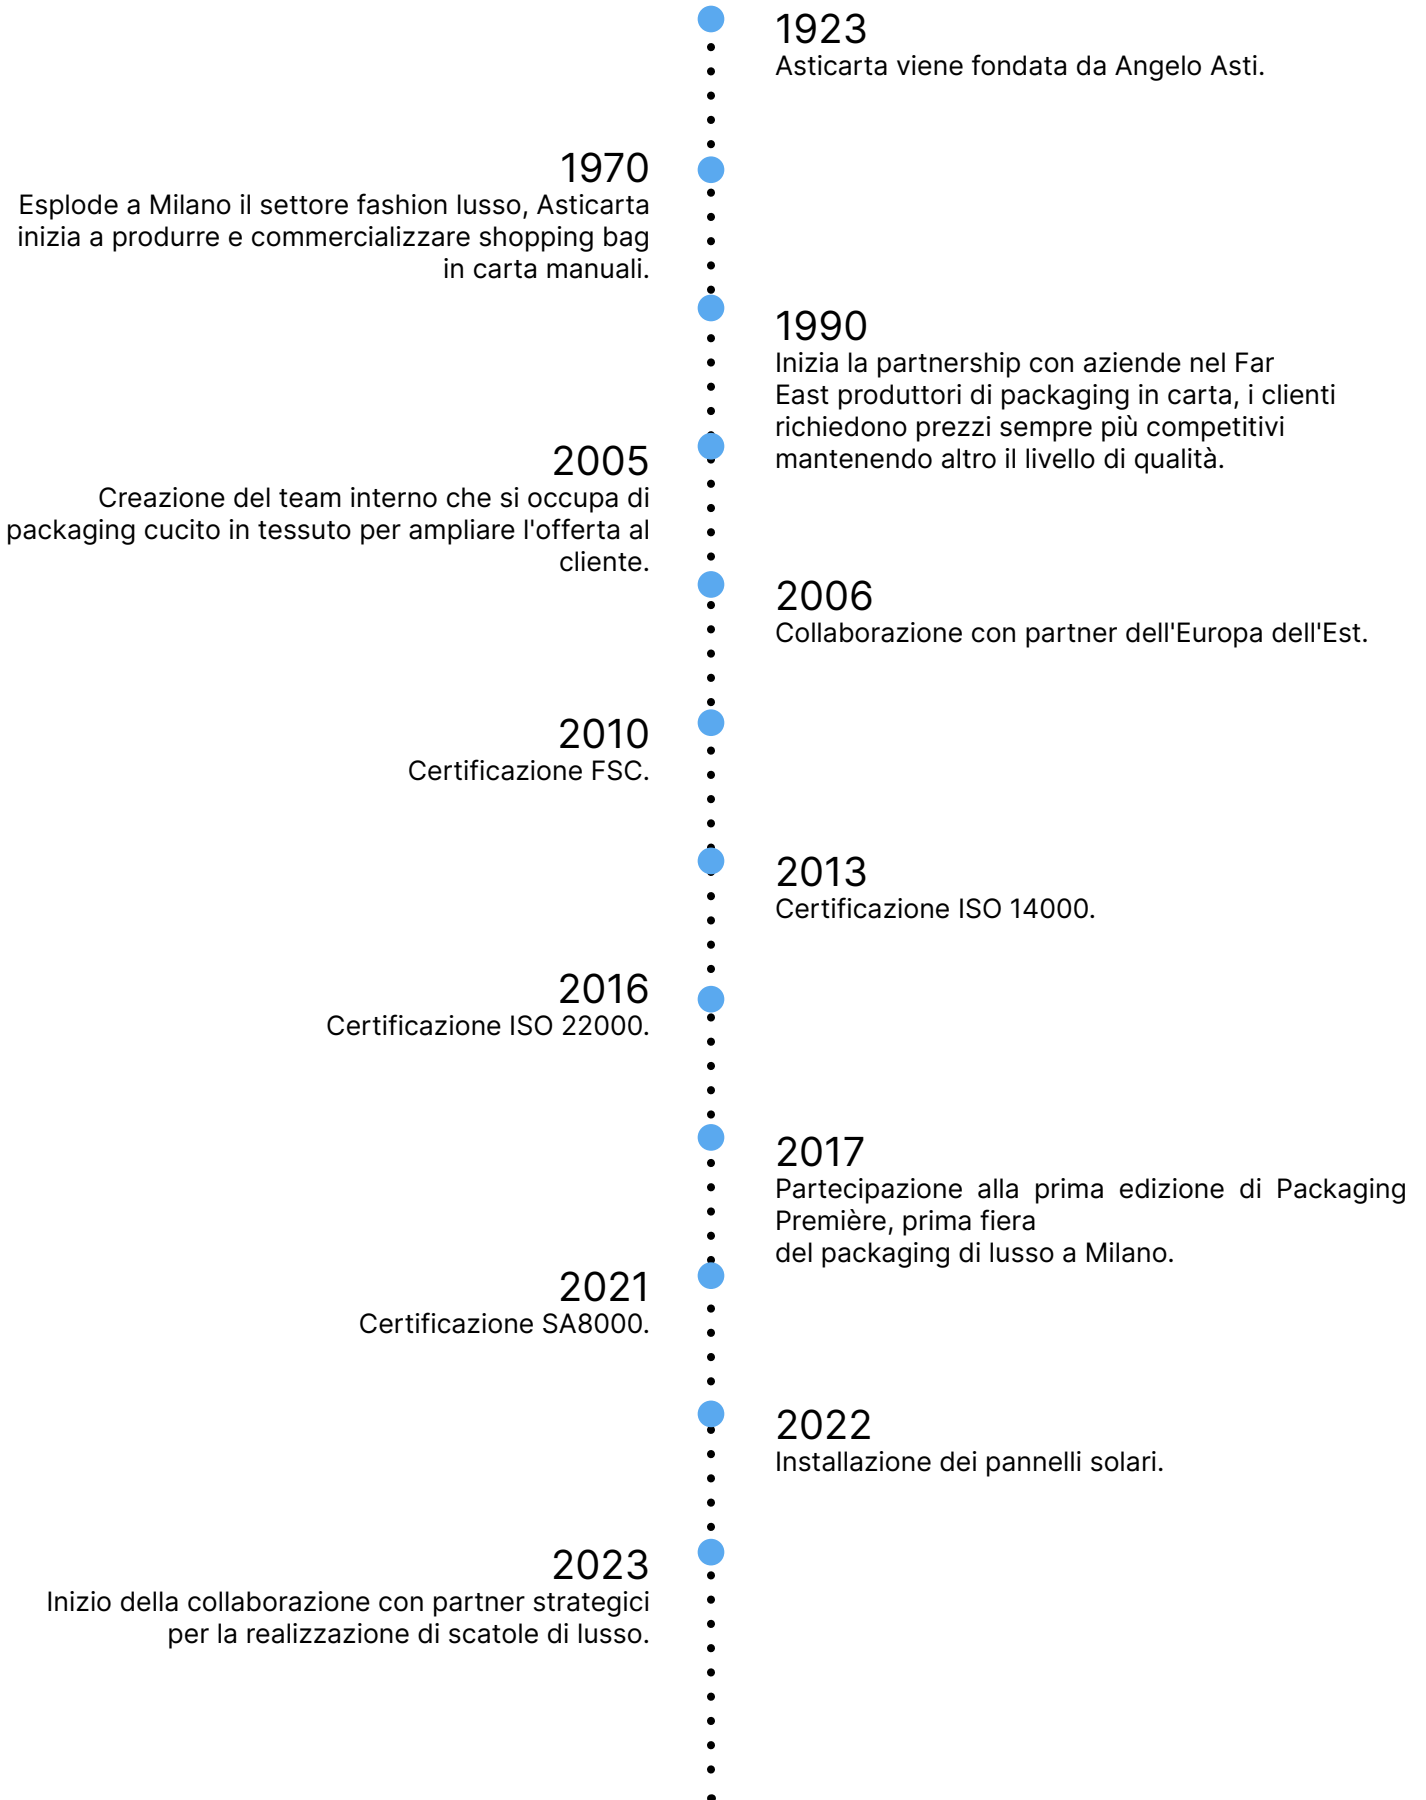 1923
Asticarta viene fondata da Angelo Asti.
1970
Esplode a Milano il settore fashion lusso, Asticarta
inizia a produrre e commercializzare shopping bag
in carta manuali.
1990
Inizia la partnership con aziende nel Far
East produttori di packaging in carta, i clienti
richiedono prezzi sempre più competitivi
mantenendo altro il livello di qualità.
2005
Creazione del team interno che si occupa di
packaging cucito in tessuto per ampliare l'offerta al
cliente.
2006
Collaborazione con partner dell'Europa dell'Est.
2010
Certificazione FSC.
2013
Certificazione ISO 14000.
2016
Certificazione ISO 22000.
2017
Partecipazione alla prima edizione di Packaging
Première, prima fiera
del packaging di lusso a Milano.
2021
Certificazione SA8000.
2022
Installazione dei pannelli solari.
2023
Inizio della collaborazione con partner strategici
per la realizzazione di scatole di lusso.